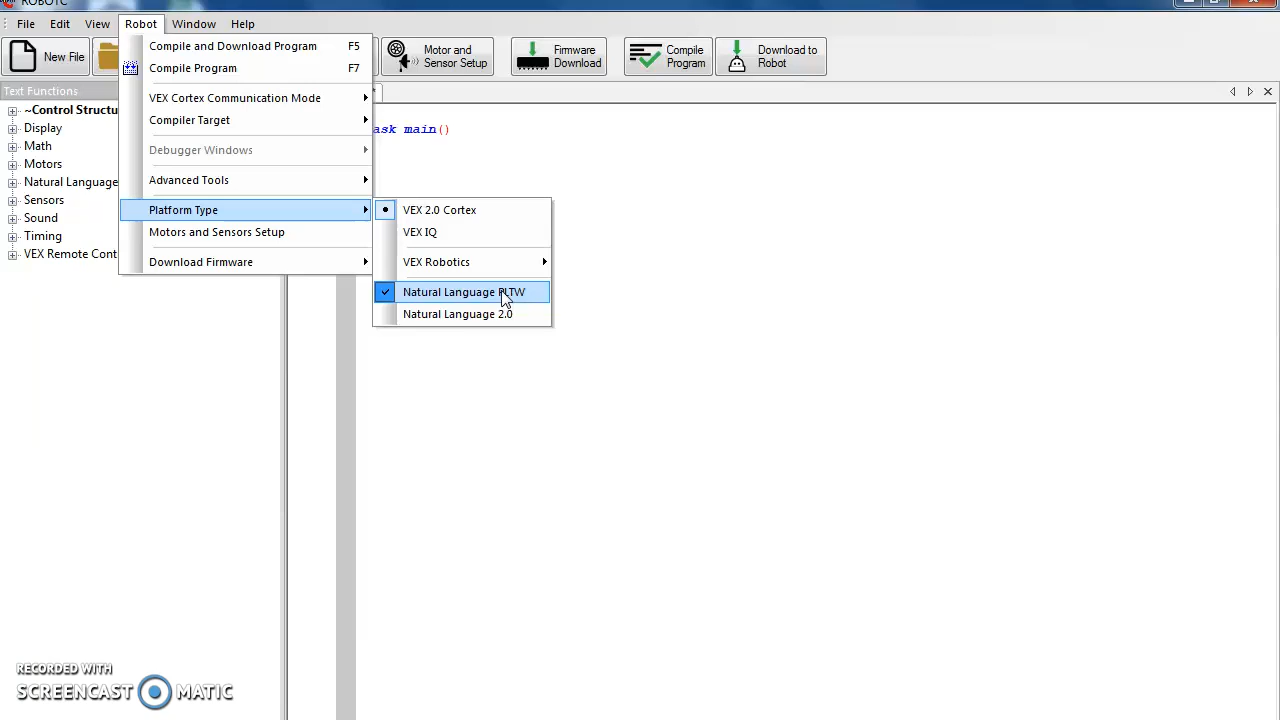 ROBOTC
File Edit View Robot Window Help
New File
Motor and Sensor Setup
Firmware Download
Compile Program
Download to Robot
Compile and Download Program F5
Compile Program F7
VEX Cortex Communication Mode
Compiler Target
Debugger Windows
Advanced Tools
Platform Type
Motors and Sensors Setup
Download Firmware
VEX 2.0 Cortex
VEX IQ
VEX Robotics
Natural Language PLTW
Natural Language 2.0
Text Functions
~Control Structu
Display
Math
Motors
Natural Language
Sensors
Sound
Timing
VEX Remote Cont
ask main()
RECORDED WITH
SCREENCAST MATIC